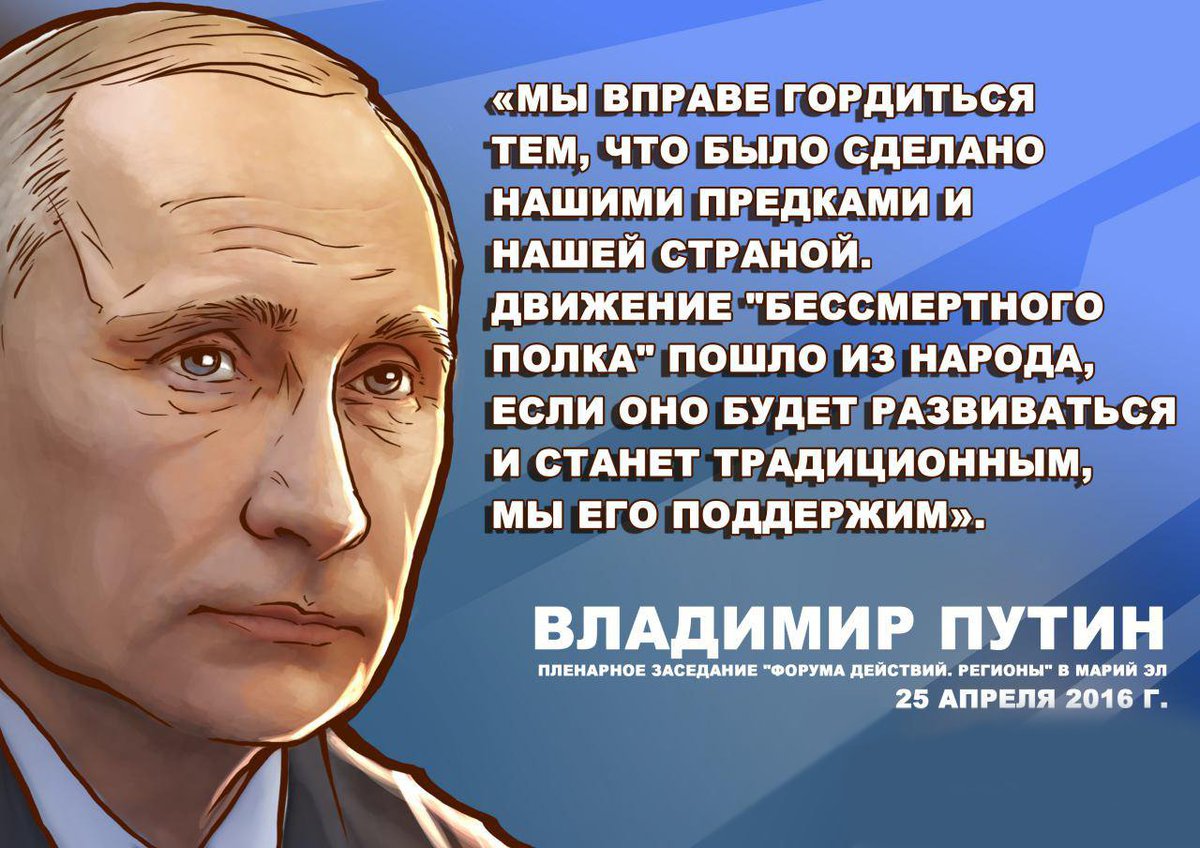 «МЫ ВПРАВЕ ГОРДИТЬСЯ
ТЕМ, ЧТО БЫЛО СДЕЛАНО
НАШИМИ ПРЕДКАМИ И
НАШЕЙ СТРАНОЙ.
ДВИЖЕНИЕ "БЕССМЕРТНОГО
ПОЛКА" ПОШЛО ИЗ НАРОДА,
ЕСЛИ ОНО БУДЕТ РАЗВИВАТЬСЯ
И СТАНЕТ ТРАДИЦИОННЫМ,
МЫ ЕГО ПОДДЕРЖИМ».
ВЛАДИМИР ПУТИН
ПЛЕНАРНОЕ ЗАСЕДАНИЕ "ФОРУМА ДЕЙСТВИЙ. РЕГИОНЫ" В МАРИЙ ЭЛ
25 АПРЕЛЯ 2016 Г.